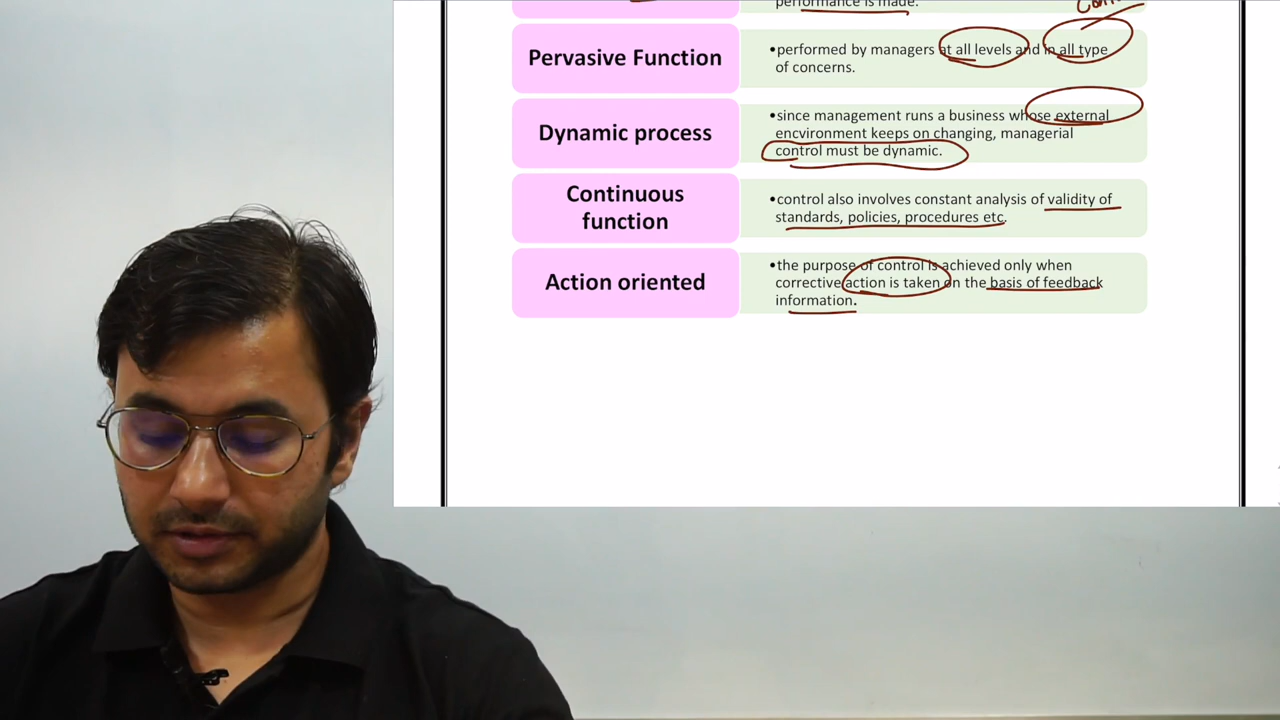 performance is made.
Pervasive Function
•performed by managers at all levels and in all type
of concerns.
Dynamic process
•since management runs a business whose external
encvironment keeps on changing, managerial
control must be dynamic.
Continuous
function
•control also involves constant analysis of validity of
standards, policies, procedures etc.
Action oriented
•the purpose of control is achieved only when
corrective action is taken on the basis of feedback
information.